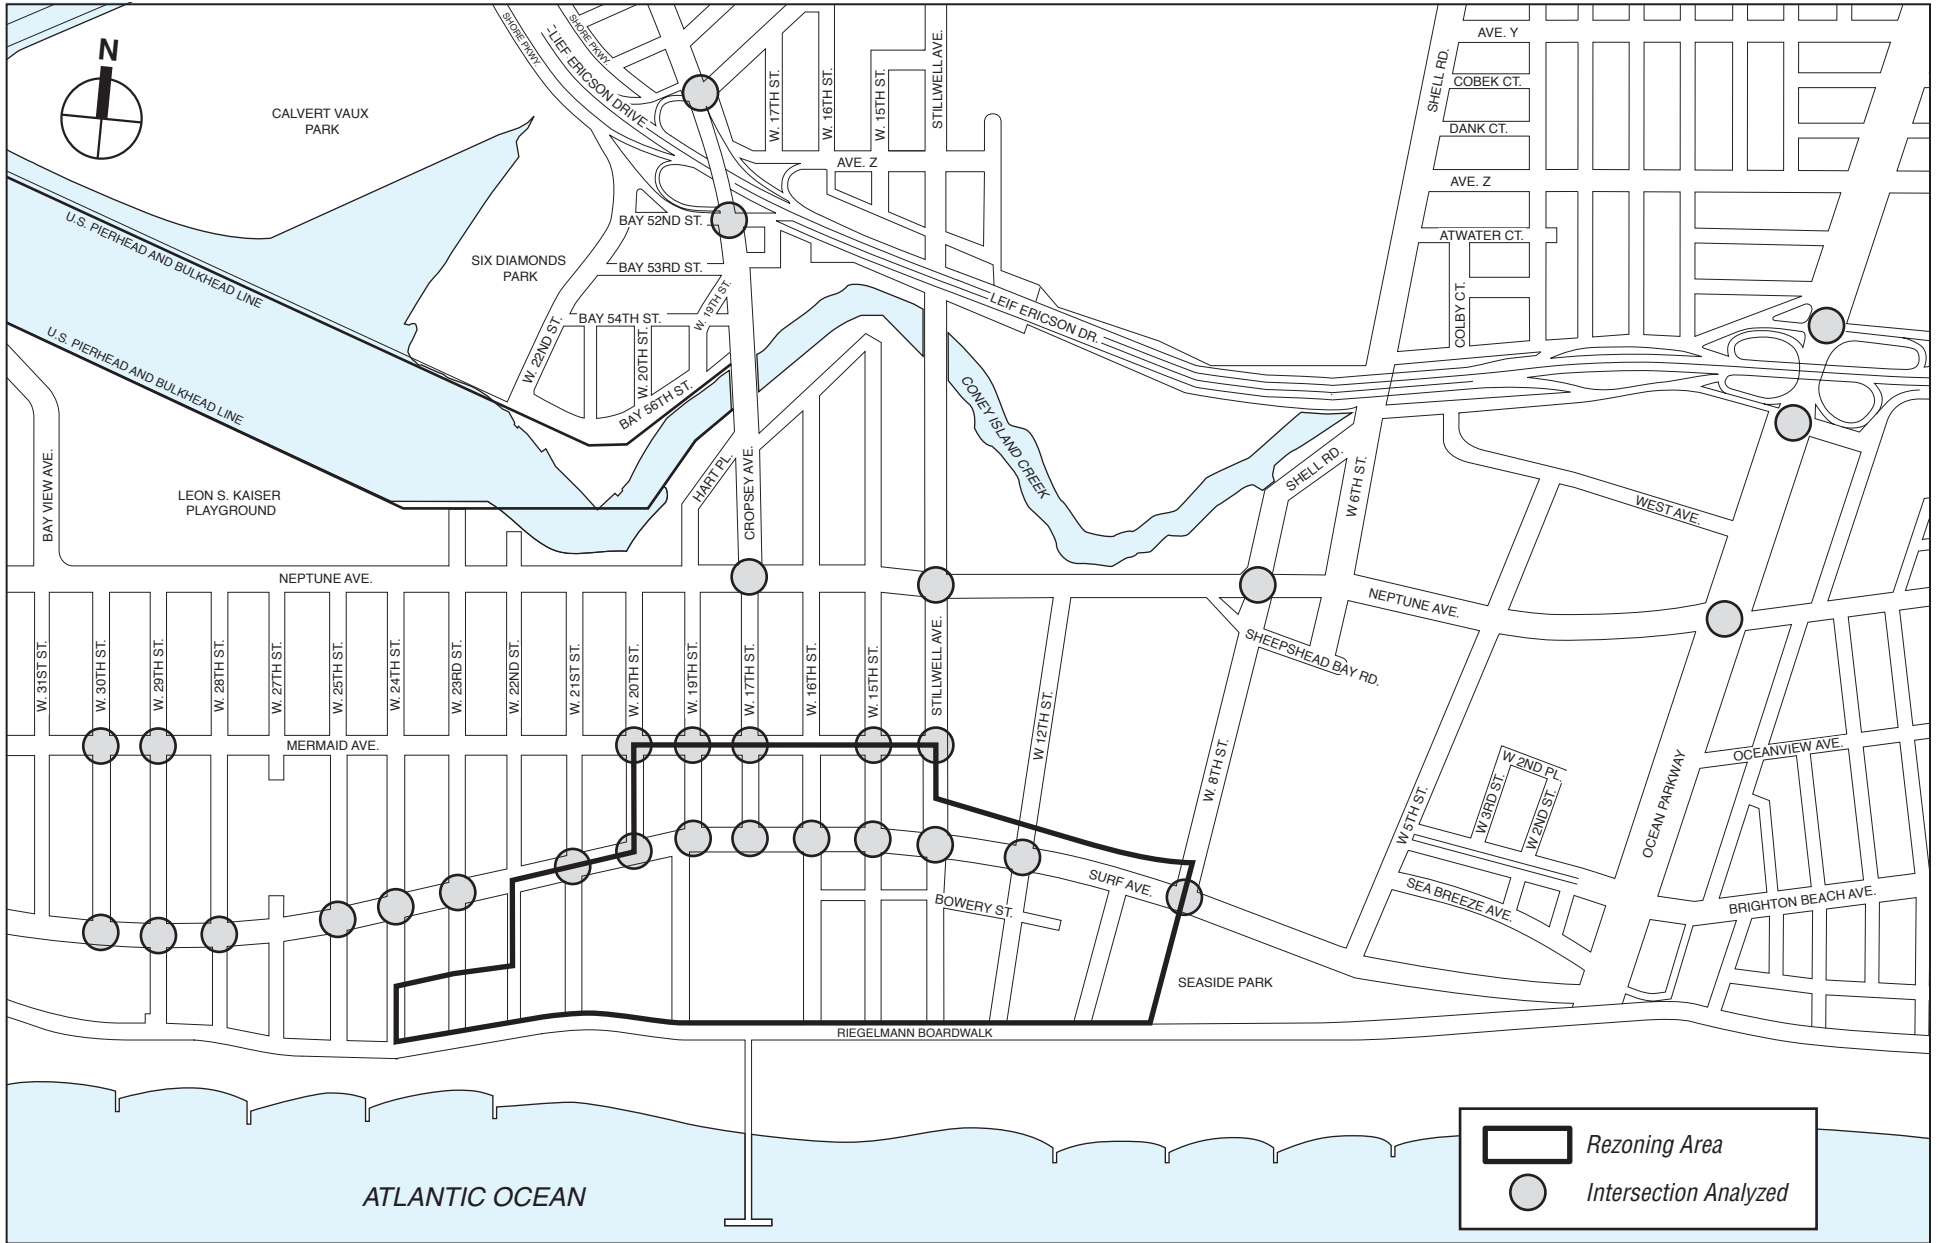 N
CALVERT VAUX
PARK
SHORE PKWY.
SHORE PKWY.
LIEF ERICSON DRIVE
W. 17TH ST.
W. 16TH ST.
W. 15TH ST.
STILLWELL AVE.
AVE. Z
SHELL RD.
AVE. Y
COBEK CT.
DANK CT.
AVE. Z
ATWATER CT.
COLBY CT.
U.S. PIERHEAD AND BULKHEAD LINE
U.S. PIERHEAD AND BULKHEAD LINE
SIX DIAMONDS
PARK
BAY 52ND ST.
BAY 53RD ST.
BAY 54TH ST.
W. 19TH ST.
W. 22ND ST.
W. 20TH ST.
BAY 56TH ST.
LEIF ERICSON DR.
CONEY ISLAND CREEK
BAY VIEW AVE.
LEON S. KAISER
PLAYGROUND
HART PL.
CROPSEY AVE.
SHELL RD.
W 6TH ST.
WEST AVE.
NEPTUNE AVE.
NEPTUNE AVE.
SHEEPSHEAD BAY RD.
W. 31ST ST.
W. 30TH ST.
W. 29TH ST.
W. 28TH ST.
W. 27TH ST.
W. 25TH ST.
W. 24TH ST.
W. 23RD ST.
W. 22ND ST.
W. 21ST ST.
W. 20TH ST.
W. 19TH ST.
W. 17TH ST.
W. 16TH ST.
W. 15TH ST.
STILLWELL AVE.
W 12TH ST.
W. 8TH ST.
MERMAID AVE.
W 5TH ST.
W 2ND PL.
W 3RD ST.
W 2ND ST.
OCEAN PARKWAY
OCEANVIEW AVE.
SURF AVE.
BOWERY ST.
SEA BREEZE AVE.
BRIGHTON BEACH AVE.
SEASIDE PARK
RIEGELMANN BOARDWALK
ATLANTIC OCEAN
Rezoning Area
Intersection Analyzed